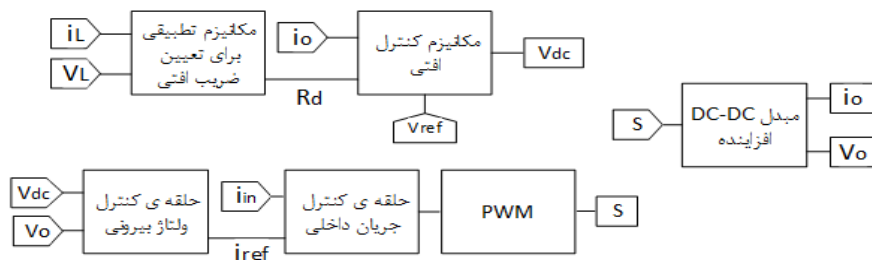 iL
VL
مکانیزم تطبیقی
برای تعیین
ضریب افتی
Rd
io
مکانیزم کنترل
افتی
Vref
Vdc
S
مبدل DC-DC
افزاینده
io
Vo
Vdc
Vo
حلقه ی کنترل
ولتاژ بیرونی
iref
iin
حلقه ی کنترل
جریان داخلی
PWM
S